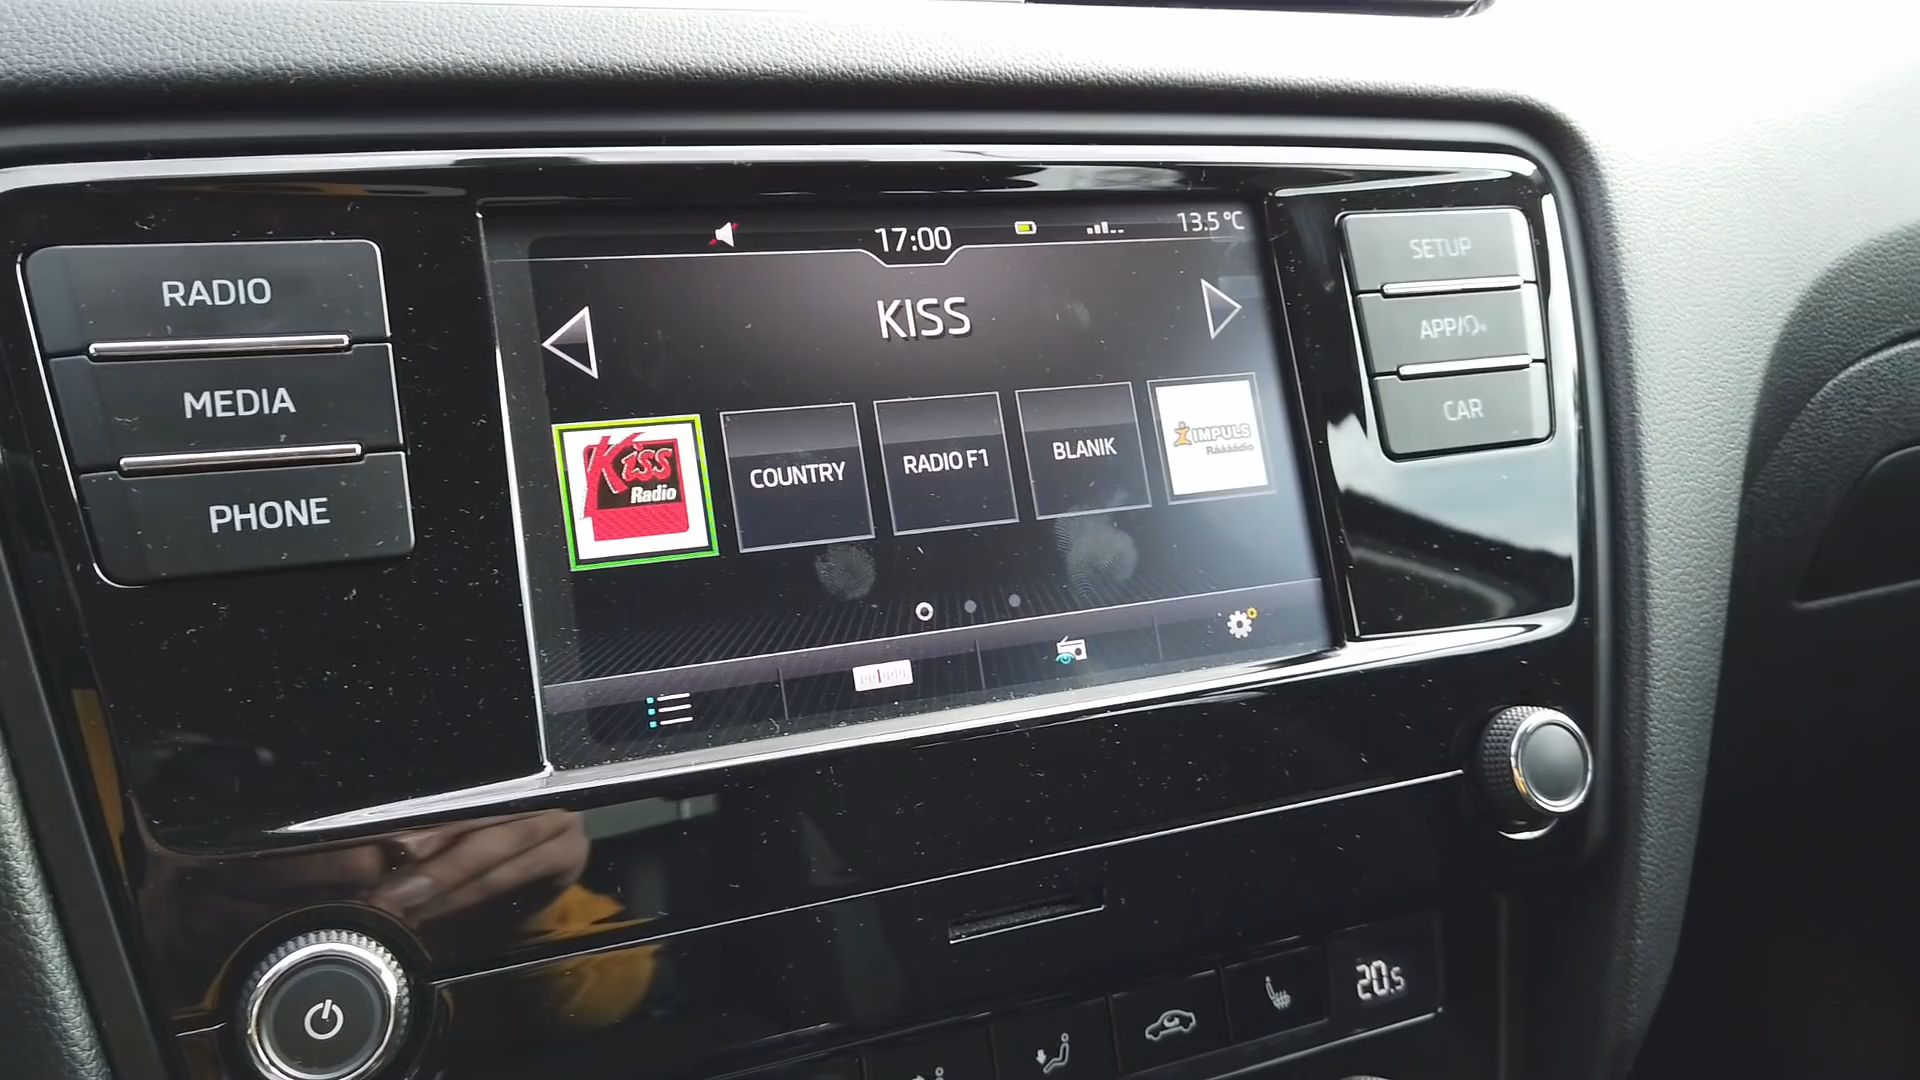 17:00
13.5 °C
RADIO
MEDIA
PHONE
KISS
Kiss
Radio
COUNTRY
RADIO F1
BLANIK
IMPULS
Ráááádio
SETUP
APP/
CAR
20.5